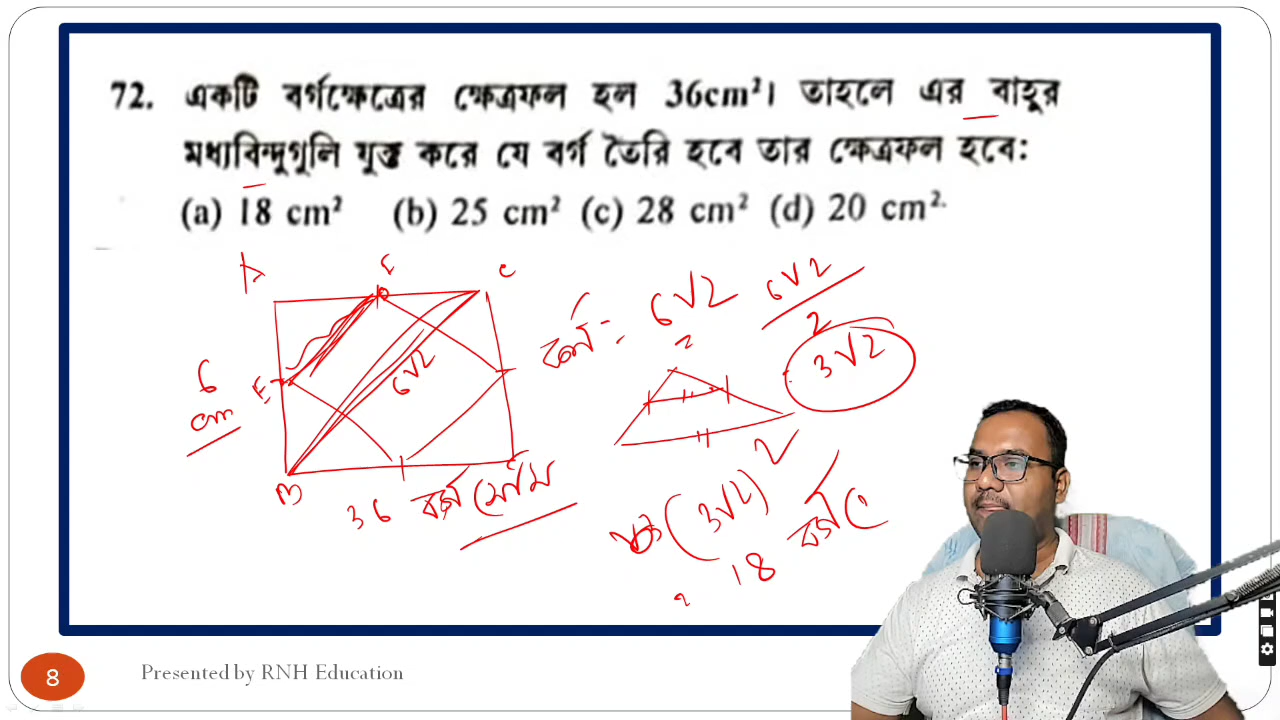 72. একটি বর্গক্ষেত্রের ক্ষেত্রফল হল 36cm²। তাহলে এর বাহুর
মধ্যবিন্দুগুলি যুক্ত করে যে বর্গ তৈরি হবে তার ক্ষেত্রফল হবে:
(a) 18 cm² (b) 25 cm² (c) 28 cm² (d) 20 cm².
A E C
6 cm E 6√2
B
36 বর্গ সেমি
কর্ণ = 6√2
6√2/2
3√2
(3√2)²
18 বর্গ
8 Presented by RNH Education